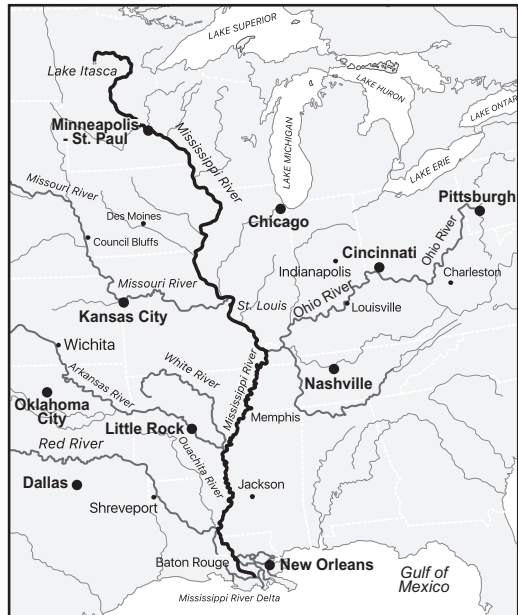 LAKE SUPERIOR
Lake Itasca
LAKE HURON
LAKE ONTAR
LAKE MICHIGAN
Minneapolis
- St. Paul
Mississippi River
LAKE ERIE
Missouri River
Pittsburgh
Des Moines
Chicago
Council Bluffs
Ohio River
Cincinnati
Indianapolis
Charleston
Missouri River
St. Louis
Ohio River
Louisville
Kansas City
Wichita
Mississippi River
White River
Arkansas River
Nashville
Oklahoma
City
Memphis
Little Rock
Red River
Ouachita River
Dallas
Jackson
Shreveport
Baton Rouge
New Orleans
Gulf of
Mexico
Mississippi River Delta